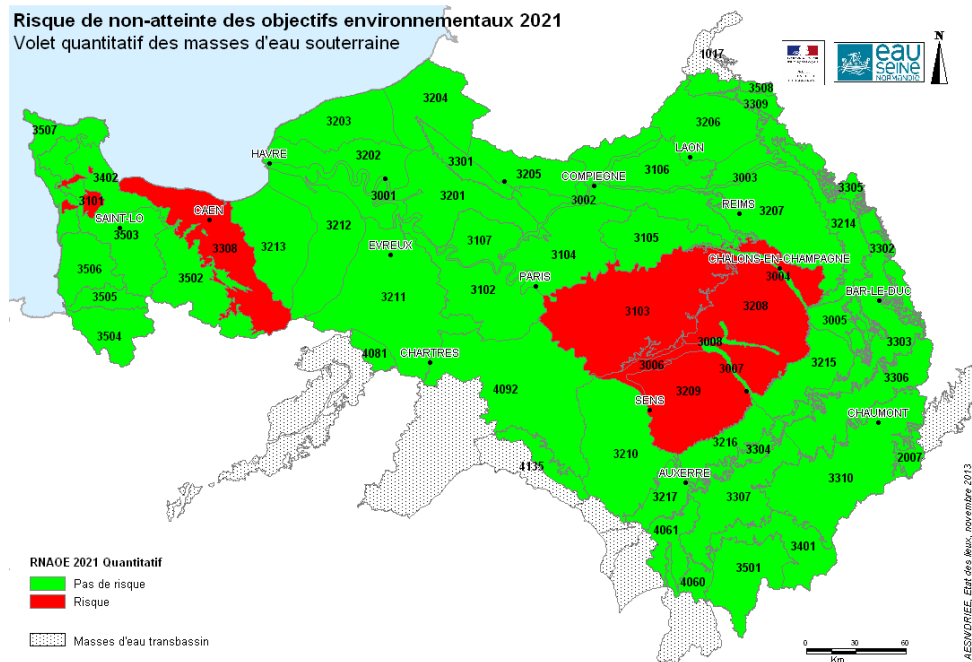 Risque de non-atteinte des objectifs environnementaux 2021
Volet quantitatif des masses d'eau souterraine
N
eau
SEINE
NORMANDIE
1017
3508
3309
3204
3203
3206
3507
HAVRE
3202
LAON
3301
3205
COMPIEGNE
3106
3402
3001
3201
3002
3003
3305
3101
CAEN
REIMS
3207
SAINT-LO
3212
3214
3503
3308
3213
EVREUX
3107
3105
3302
3104
CHALONS-EN-CHAMPAGNE
3506
3502
PARIS
3004
3505
3211
3102
BAR-LE-DUC
3103
3208
3005
3504
3008
3303
4081
CHARTRES
3006
3007
3215
3306
4092
3209
SENS
CHAUMONT
3216
3304
3210
2007
4135
AUXERRE
3310
3217
3307
4061
3401
3501
4060
RNAOE 2021 Quantitatif
Pas de risque
Risque
Masses d'eau transbassin
0 30 60
Km
AESN/DRIEE, Etat des lieux, novembre 2013